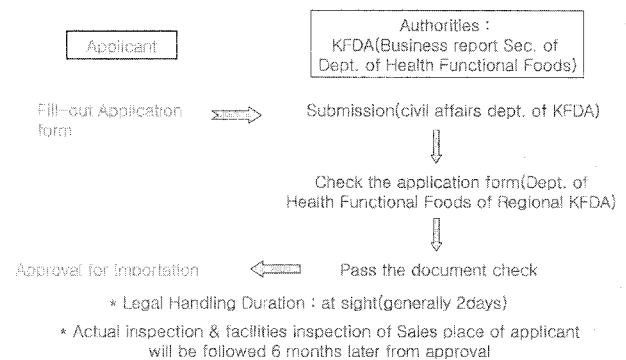 Applicant
Authorities :
KFDA(Business report Sec. of
Dept. of Health Functional Foods)
Fill-out Application
form
Submission(civil affairs dept. of KFDA)
Check the application form(Dept. of
Health Functional Foods of Regional KFDA)
Approval for Importation
Pass the document check
* Legal Handling Duration : at sight(generally 2days)
* Actual inspection & facilities inspection of Sales place of applicant
will be followed 6 months later from approval